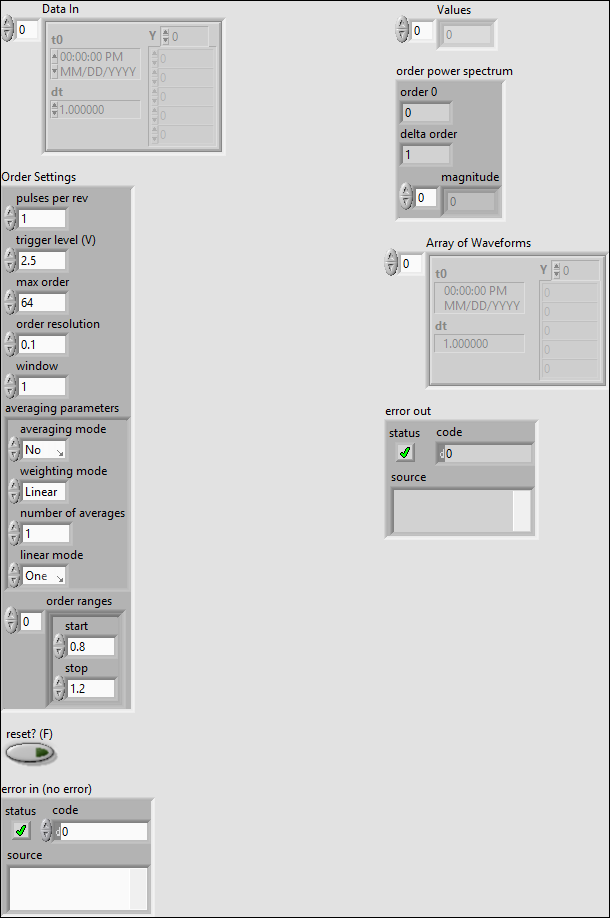 Data In
0
t0
00:00:00 PM
MM/DD/YYYY
dt
1.000000
Y
0
0
0
0
0
0
Order Settings
pulses per rev
1
trigger level (V)
2.5
max order
64
order resolution
0.1
window
1
averaging parameters
averaging mode
No
weighting mode
Linear
number of averages
1
linear mode
One
order ranges
0
start
0.8
stop
1.2
reset? (F)
error in (no error)
status
code
d0
source
Values
0
0
order power spectrum
order 0
0
delta order
1
magnitude
0
0
Array of Waveforms
0
t0
00:00:00 PM
MM/DD/YYYY
dt
1.000000
Y
0
0
0
0
0
0
error out
status
code
d0
source